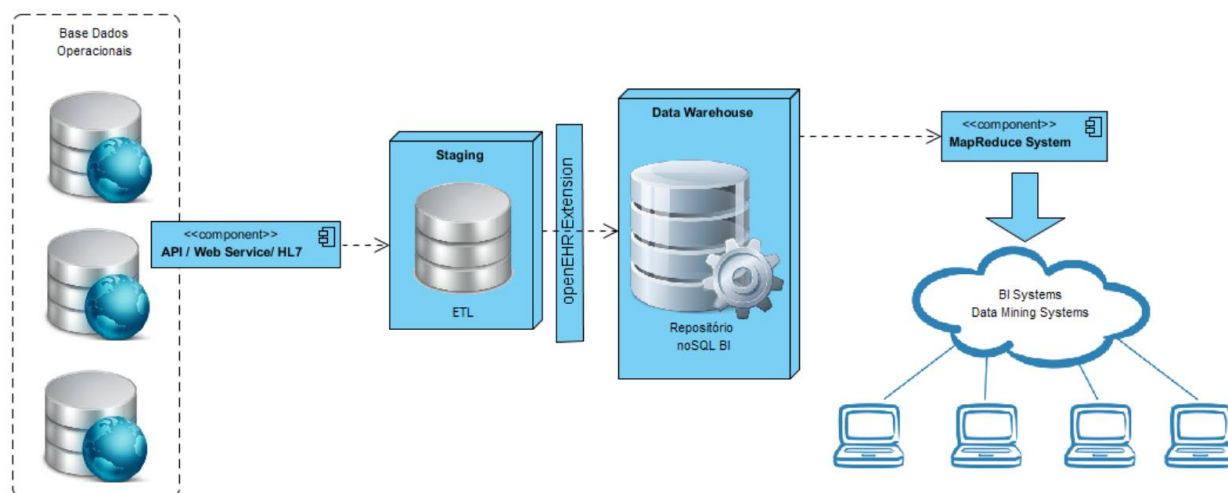 Base Dados
Operacionais
<<component>>
API / Web Service/ HL7
Staging
ETL
openEHR Extension
Data Warehouse
Repositório
noSQL BI
<<component>>
MapReduce System
BI Systems
Data Mining Systems